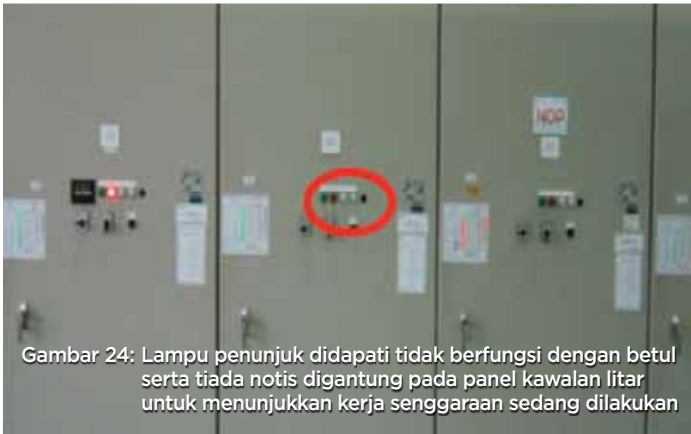 NOP
Gambar 24: Lampu penunjuk didapati tidak berfungsi dengan betul
serta tiada notis digantung pada panel kawalan litar
untuk menunjukkan kerja senggaraan sedang dilakukan